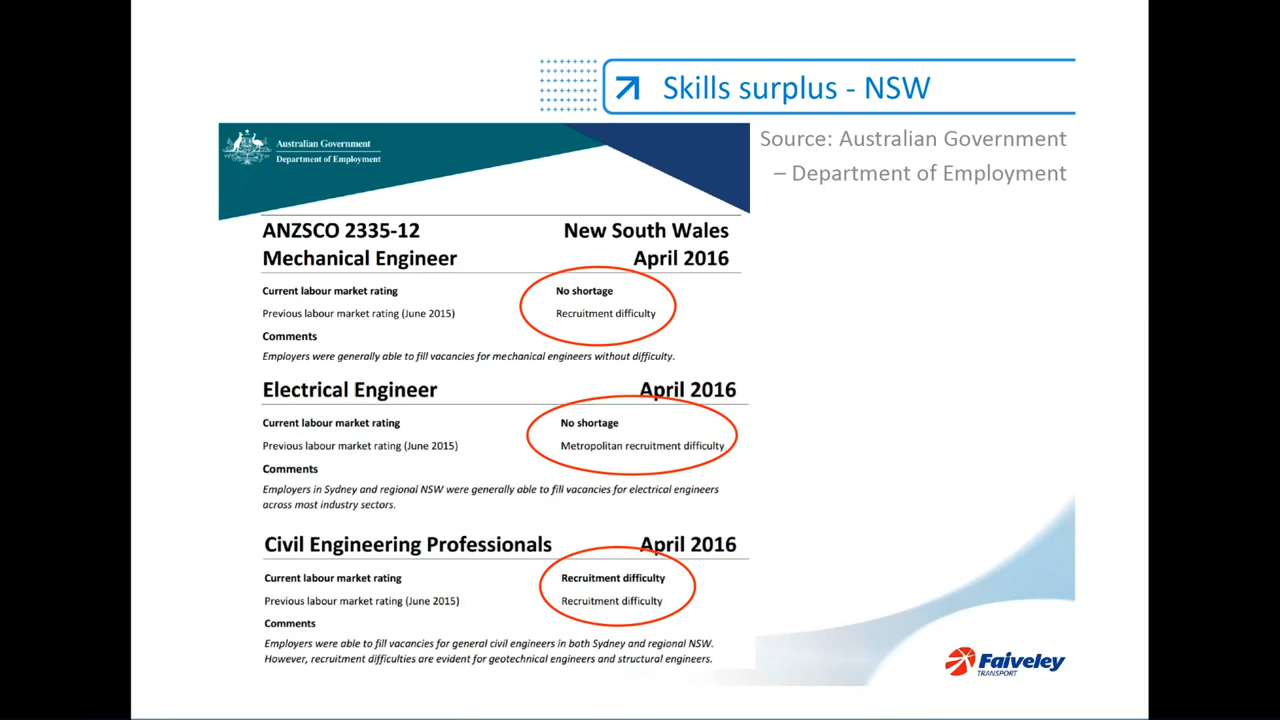 Skills surplus - NSW
Source: Australian Government
– Department of Employment
Australian Government
Department of Employment
ANZSCO 2335-12 New South Wales
Mechanical Engineer April 2016
Current labour market rating No shortage
Previous labour market rating (June 2015) Recruitment difficulty
Comments
Employers were generally able to fill vacancies for mechanical engineers without difficulty.
Electrical Engineer April 2016
Current labour market rating No shortage
Previous labour market rating (June 2015) Metropolitan recruitment difficulty
Comments
Employers in Sydney and regional NSW were generally able to fill vacancies for electrical engineers
across most industry sectors.
Civil Engineering Professionals April 2016
Current labour market rating Recruitment difficulty
Previous labour market rating (June 2015) Recruitment difficulty
Comments
Employers were able to fill vacancies for general civil engineers in both Sydney and regional NSW.
However, recruitment difficulties are evident for geotechnical engineers and structural engineers.
Faiveley
TRANSPORT